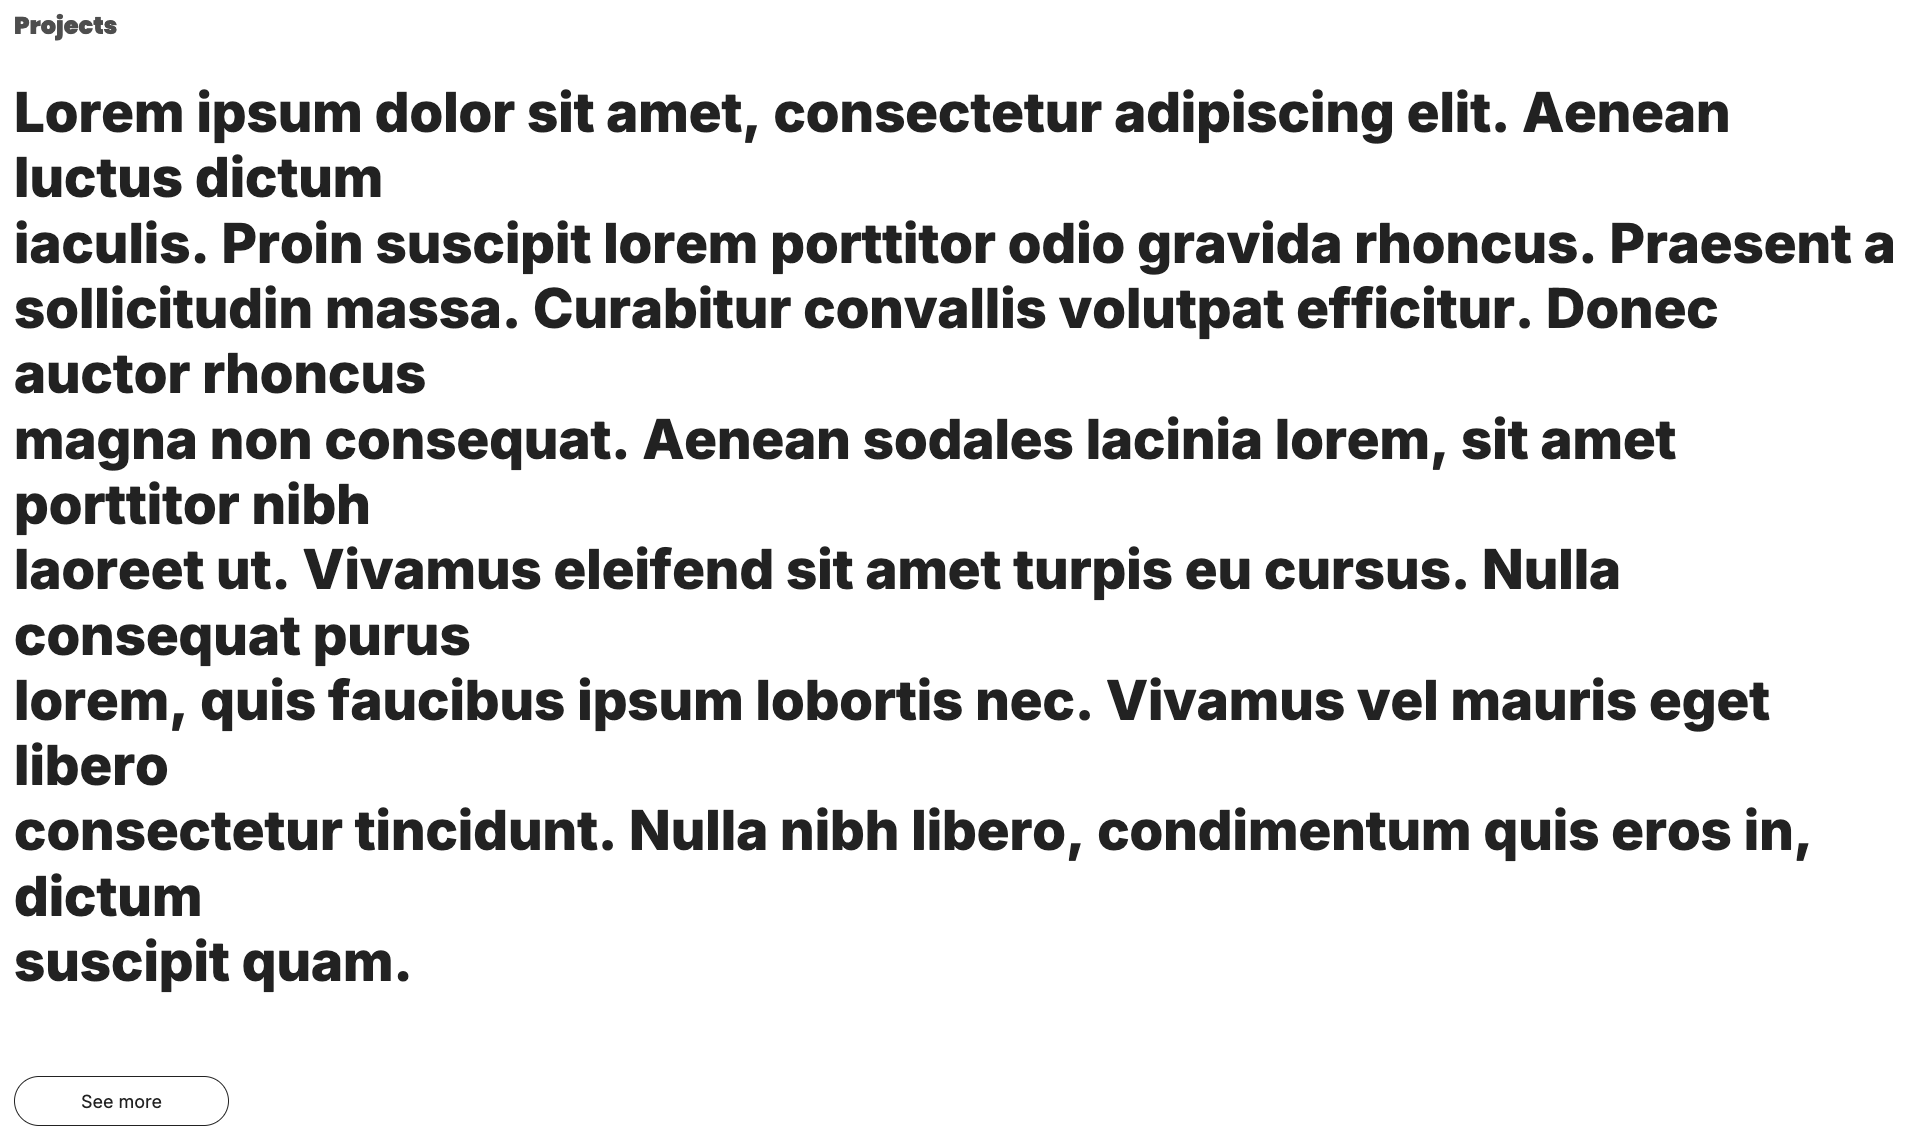 Projects
Lorem ipsum dolor sit amet, consectetur adipiscing elit. Aenean
luctus dictum
iaculis. Proin suscipit lorem porttitor odio gravida rhoncus. Praesent a
sollicitudin massa. Curabitur convallis volutpat efficitur. Donec
auctor rhoncus
magna non consequat. Aenean sodales lacinia lorem, sit amet
porttitor nibh
laoreet ut. Vivamus eleifend sit amet turpis eu cursus. Nulla
consequat purus
lorem, quis faucibus ipsum lobortis nec. Vivamus vel mauris eget
libero
consectetur tincidunt. Nulla nibh libero, condimentum quis eros in,
dictum
suscipit quam.
See more